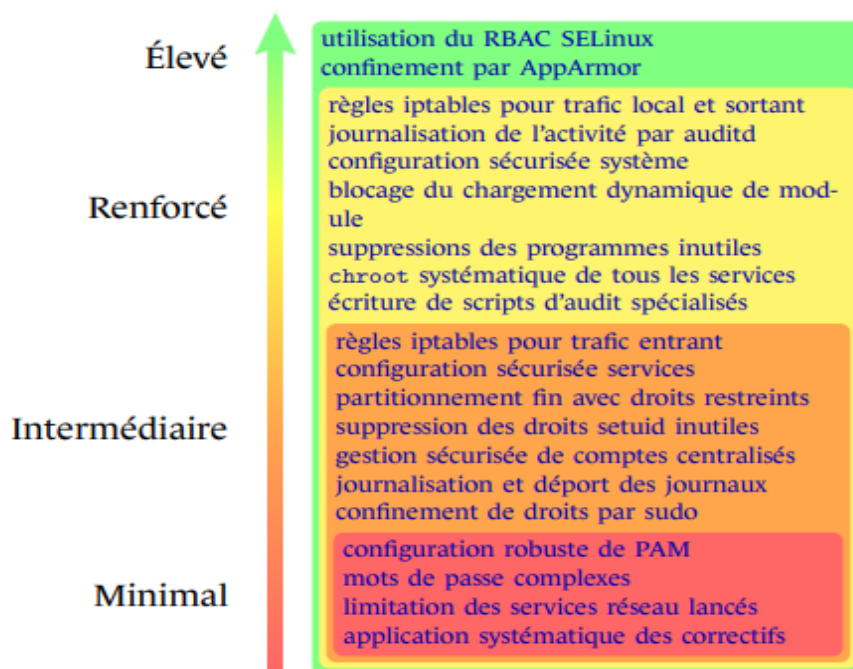 Élevé
utilisation du RBAC SELinux
confinement par AppArmor
Renforcé
règles iptables pour trafic local et sortant
journalisation de l'activité par auditd
configuration sécurisée système
blocage du chargement dynamique de mod-
ule
suppressions des programmes inutiles
chroot systématique de tous les services
écriture de scripts d'audit spécialisés
Intermédiaire
règles iptables pour trafic entrant
configuration sécurisée services
partitionnement fin avec droits restreints
suppression des droits setuid inutiles
gestion sécurisée de comptes centralisés
journalisation et déport des journaux
confinement de droits par sudo
Minimal
configuration robuste de PAM
mots de passe complexes
limitation des services réseau lancés
application systématique des correctifs